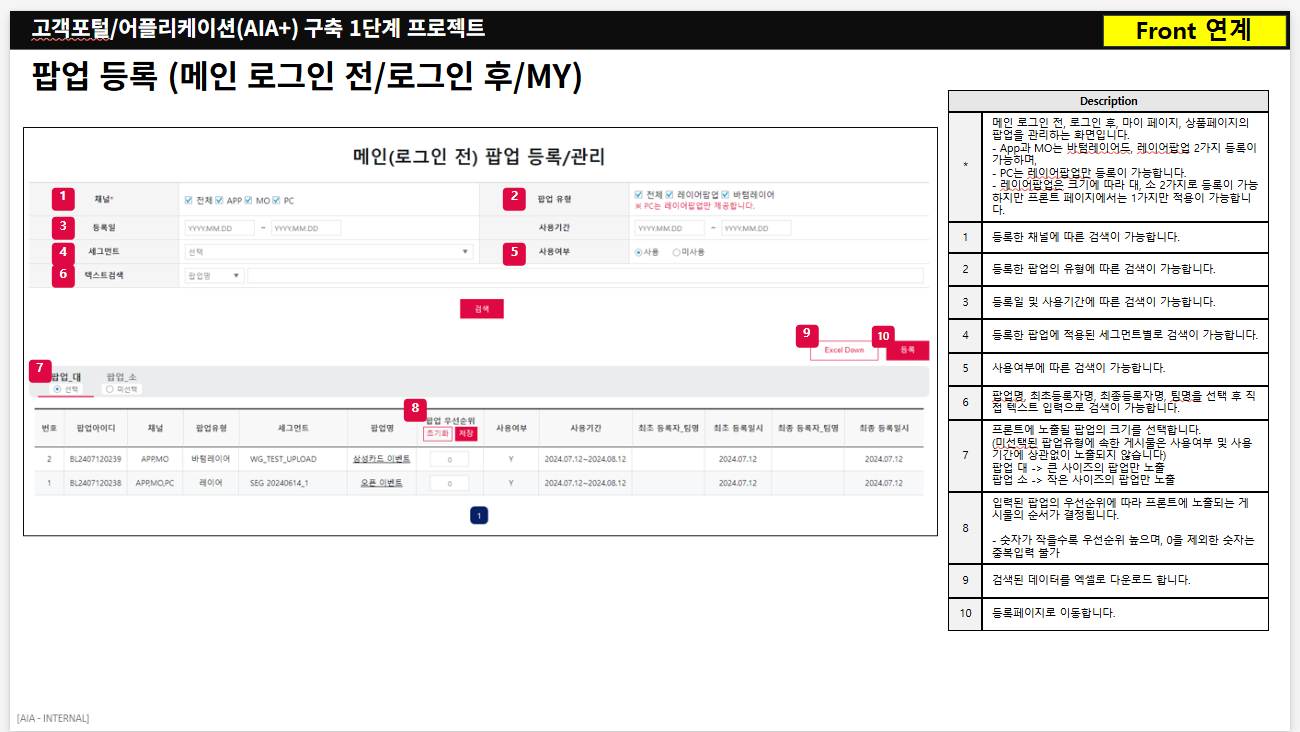 고객포털/어플리케이션(AIA+) 구축 1단계 프로젝트
Front 연계
팝업 등록 (메인 로그인 전/로그인 후/MY)
메인(로그인 전) 팝업 등록/관리
1 채널* 전체 APP MO PC
2 팝업 유형 전체 레이어팝업 바텀레이어
※ PC는 레이어팝업만 제공합니다.
3 등록일 YYYY.MM.DD ~ YYYY.MM.DD 사용기간 YYYY.MM.DD ~ YYYY.MM.DD
4 세그먼트 선택 5 사용여부 사용 미사용
6 텍스트검색 팝업명
검색
9 Excel Down 10 등록
7 팝업_대 팝업_소
선택 미선택
8
번호 팝업아이디 채널 팝업유형 세그먼트 팝업명 팝업 우선순위 초기화 저장 사용여부 사용기간 최초 등록자_팀명 최초 등록일시 최종 등록자_팀명 최종 등록일시
2 BL2407120239 APP,MO 바텀레이어 WG_TEST_UPLOAD 삼성카드 이벤트 0 Y 2024.07.12~2024.08.12 2024.07.12 2024.07.12
1 BL2407120238 APP,MO,PC 레이어 SEG 20240614_1 오픈 이벤트 0 Y 2024.07.12~2024.08.12 2024.07.12 2024.07.12
1
Description
*
메인 로그인 전, 로그인 후, 마이 페이지, 상품페이지의
팝업을 관리하는 화면입니다.
- App과 MO는 바텀레이어드, 레이어팝업 2가지 등록이
가능하며,
- PC는 레이어팝업만 등록이 가능합니다.
- 레이어팝업은 크기에 따라 대, 소 2가지로 등록이 가능
하지만 프론트 페이지에서는 1가지만 적용이 가능합니
다.
1 등록한 채널에 따른 검색이 가능합니다.
2 등록한 팝업의 유형에 따른 검색이 가능합니다.
3 등록일 및 사용기간에 따른 검색이 가능합니다.
4 등록한 팝업에 적용된 세그먼트별로 검색이 가능합니다.
5 사용여부에 따른 검색이 가능합니다.
6 팝업명, 최초등록자명, 최종등록자명, 팀명을 선택 후 직
접 텍스트 입력으로 검색이 가능합니다.
7 프론트에 노출될 팝업의 크기를 선택합니다.
(미선택된 팝업유형에 속한 게시물은 사용여부 및 사용
기간에 상관없이 노출되지 않습니다)
팝업 대 -> 큰 사이즈의 팝업만 노출
팝업 소 -> 작은 사이즈의 팝업만 노출
8 입력된 팝업의 우선순위에 따라 프론트에 노출되는 게
시물의 순서가 결정됩니다.
- 숫자가 작을수록 우선순위 높으며, 0을 제외한 숫자는
중복입력 불가
9 검색된 데이터를 엑셀로 다운로드 합니다.
10 등록페이지로 이동합니다.
[AIA - INTERNAL]